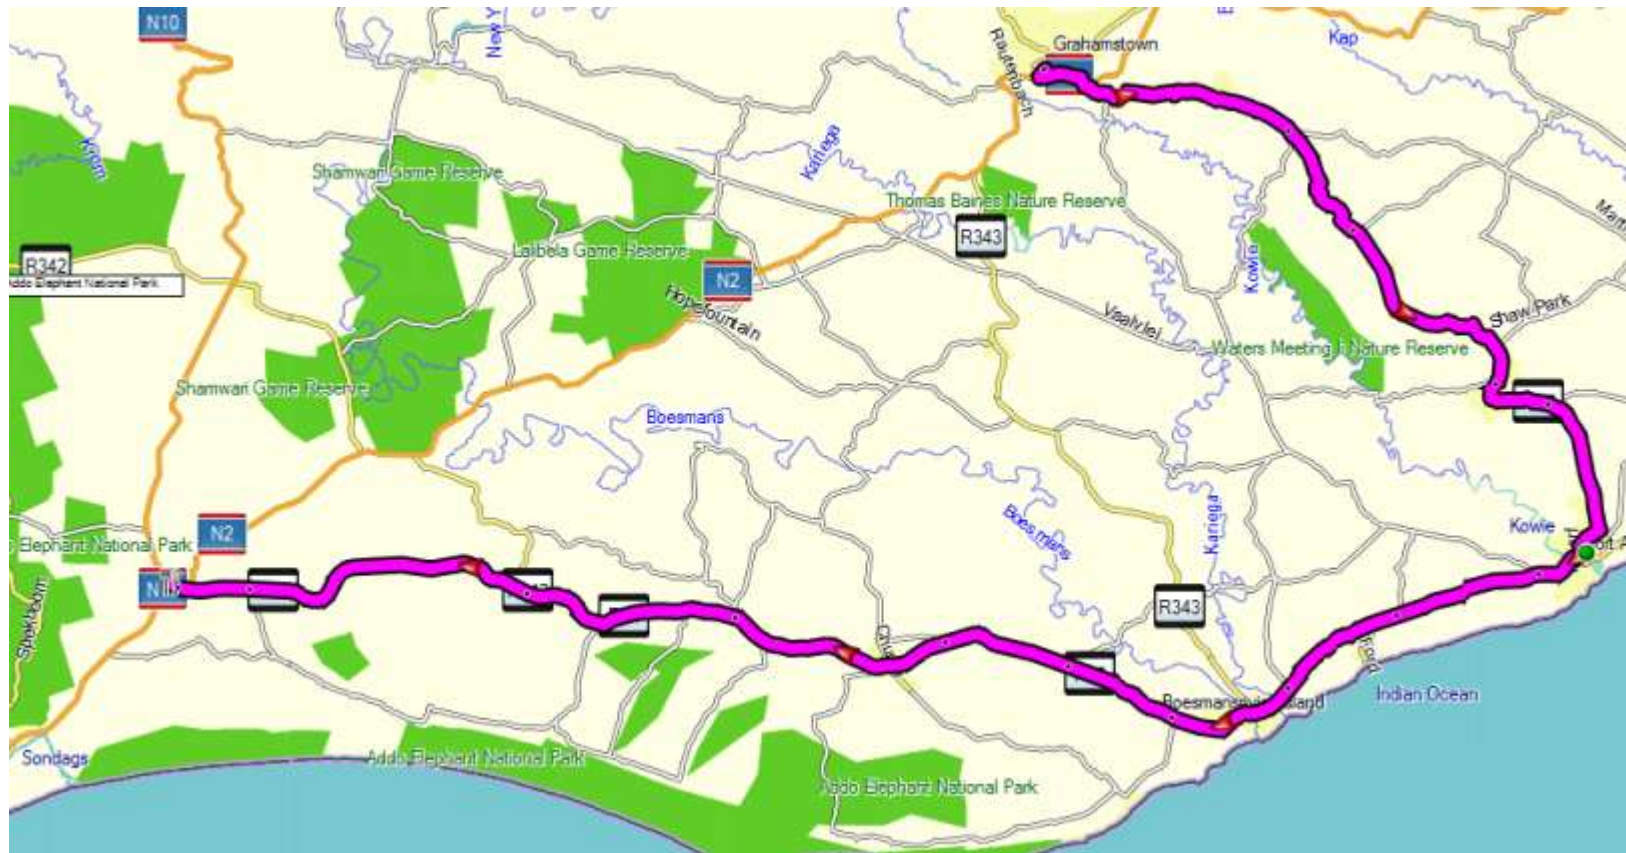 N10
New Y
Kap
Rautenbach
Grahamstown
Krom
Kariega
Shamwari Game Reserve
Thomas Baines Nature Reserve
R343
Lalibela Game Reserve
Kowie
R342
Addo Elephant National Park
N2
Hopefountain
Vaalvlei
Shaw Park
Waters Meeting
Nature Reserve
Shamwari Game Reserve
Boesmans
Boesmans
Kariega
Kowie
N2
Elephant National Park
R343
Indian Ocean
Sondags
Addo Elephant National Park
Addo Elephant National Park